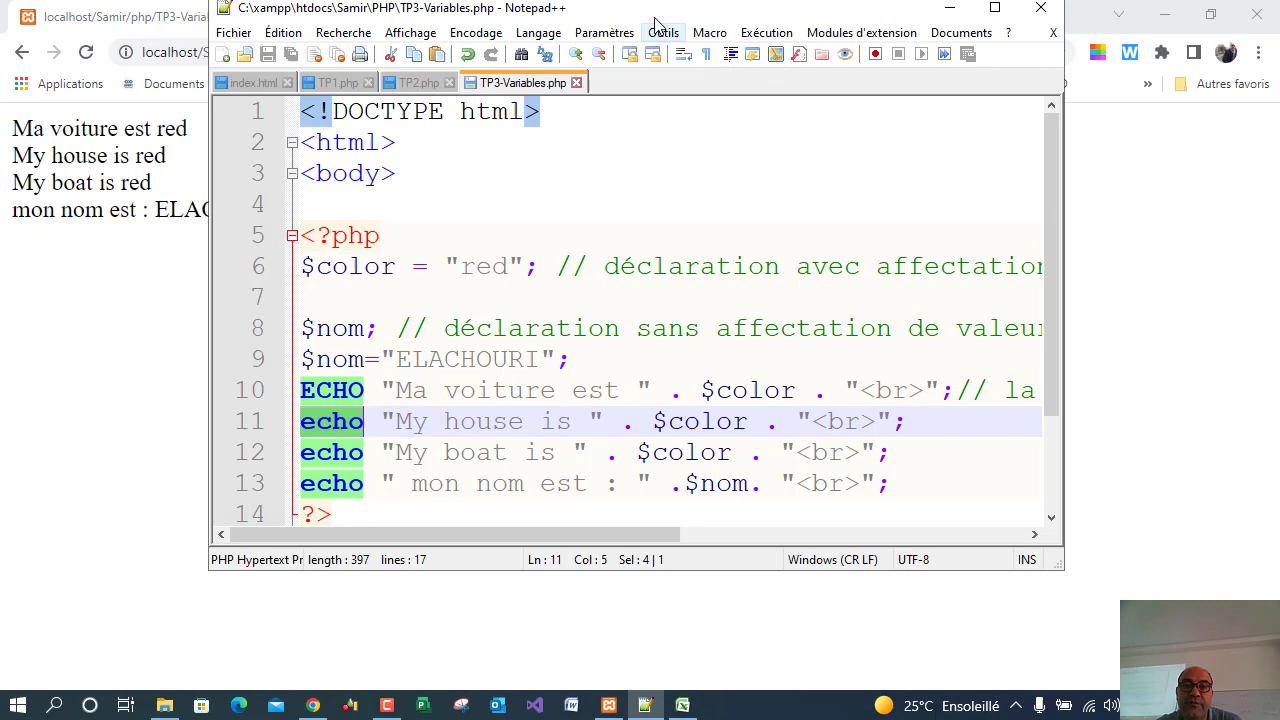 C:\xampp\htdocs\Samir\PHP\TP3-Variables.php - Notepad++
localhost/Samir/php/TP3-Variab
Fichier Édition Recherche Affichage Encodage Langage Paramètres Outils Macro Exécution Modules d'extension Documents ? X
localhost/Samir
Applications
index.html TP1.php TP2.php TP3-Variables.php
» Autres favoris
Ma voiture est red
My house is red
My boat is red
mon nom est :
1 <!DOCTYPE html>
2 <html>
3 <body>
4
5 <?php
6 $color = "red"; // déclaration avec affectation
7
8 $nom; // déclaration sans affectation de valeur
9 $nom="ELACHOURI";
10 ECHO "Ma voiture est " . $color . "<br>";// la
11 echo "My house is " . $color . "<br>";
12 echo "My boat is " . $color . "<br>";
13 echo " mon nom est : " .$nom. "<br>";
14 ?>
PHP Hypertext Pr length : 397 lines : 17 Ln : 11 Col : 5 Sel : 4 | 1 Windows (CR LF) UTF-8 INS
25°C Ensoleillé